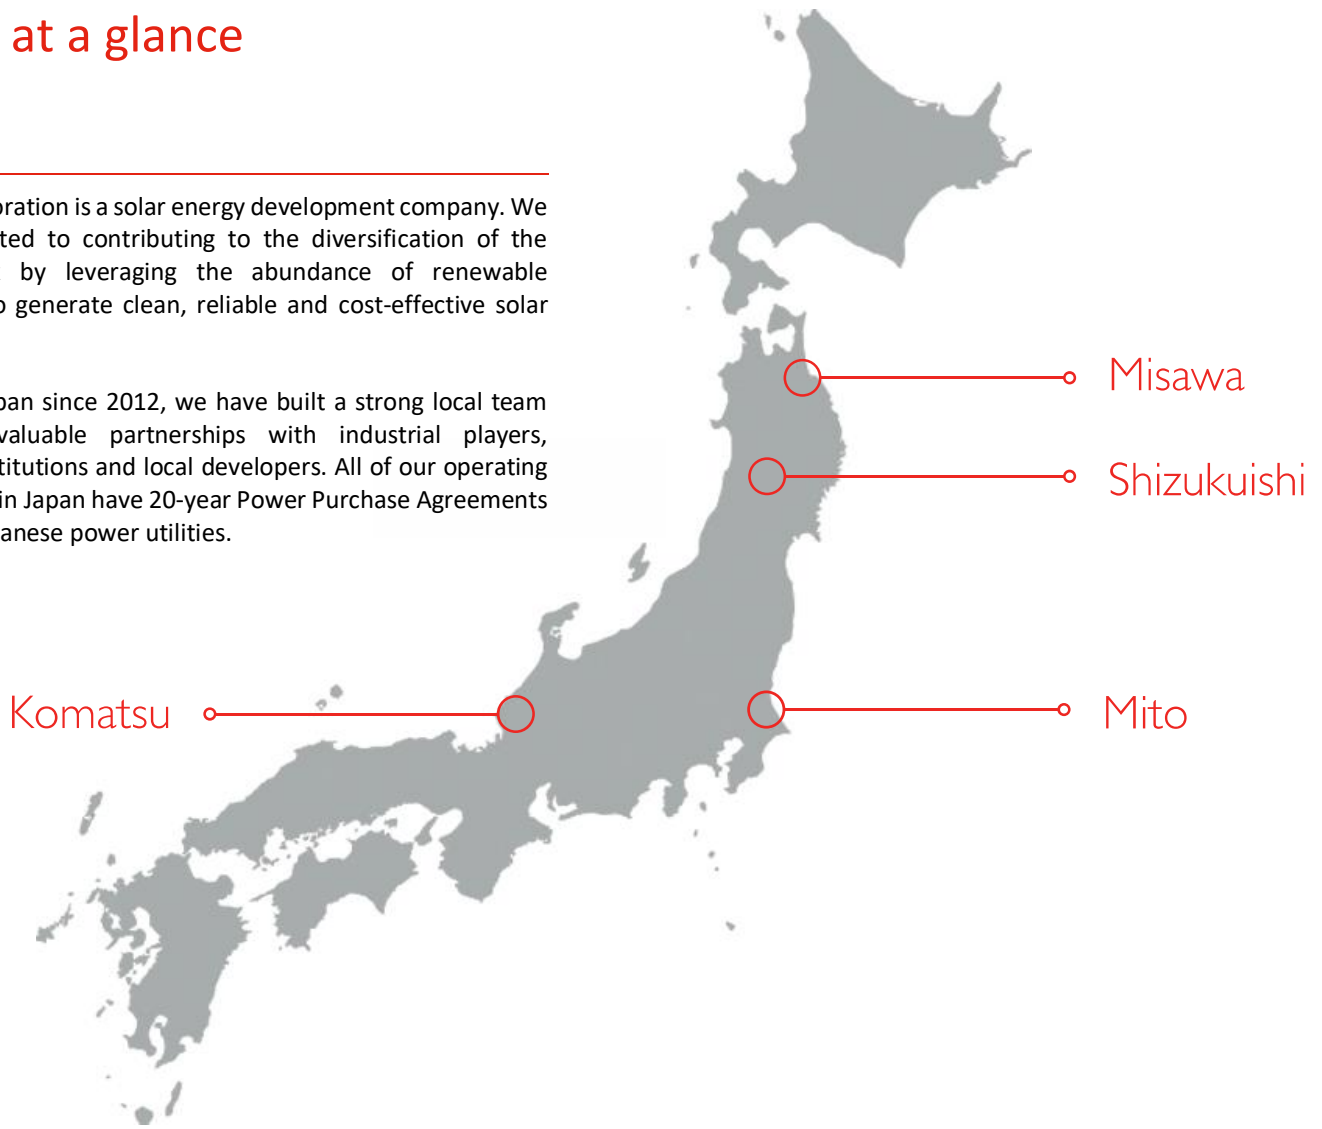 at a glance
oration is a solar energy development company. We
ted to contributing to the diversification of the
by leveraging the abundance of renewable
o generate clean, reliable and cost-effective solar
pan since 2012, we have built a strong local team
valuable partnerships with industrial players,
titutions and local developers. All of our operating
in Japan have 20-year Power Purchase Agreements
anese power utilities.
Misawa
Shizukuishi
Komatsu
Mito